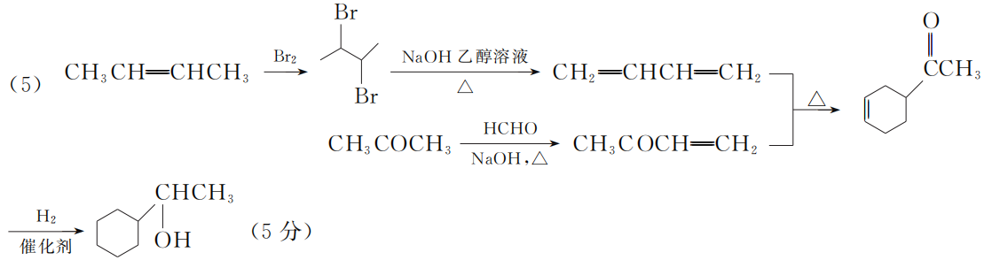 Br
(5) CH₃CH=CHCH₃ Br₂ NaOH 乙醇溶液 △ CH₂=CHCH=CH₂
Br
O
CCH₃
△
CH₃COCH₃ HCHO NaOH,△ CH₃COCH=CH₂
H₂ 催化剂 CHCH₃ OH (5 分)